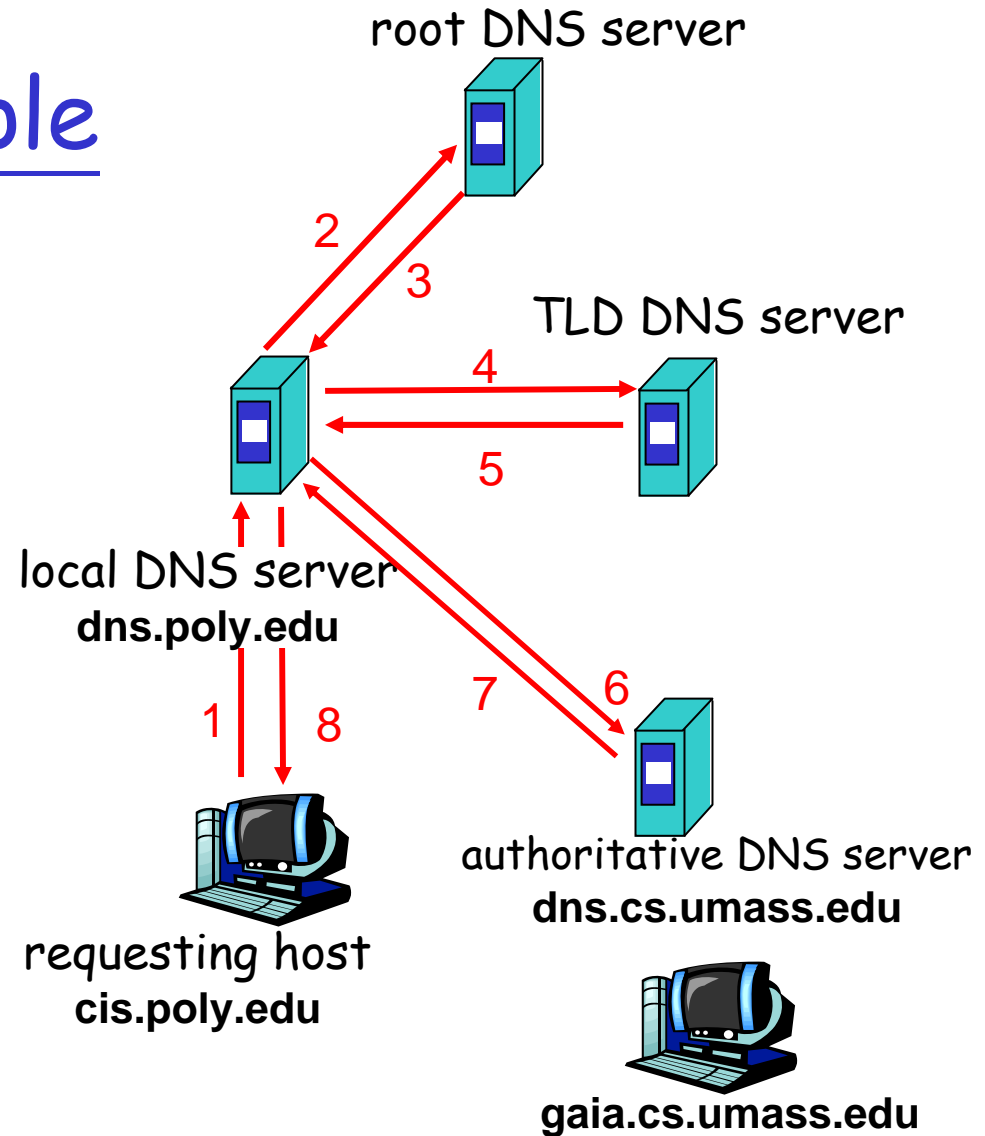 root DNS server
ple
2
3
TLD DNS server
4
5
local DNS server
dns.poly.edu
1
8
7
6
authoritative DNS server
dns.cs.umass.edu
requesting host
cis.poly.edu
gaia.cs.umass.edu